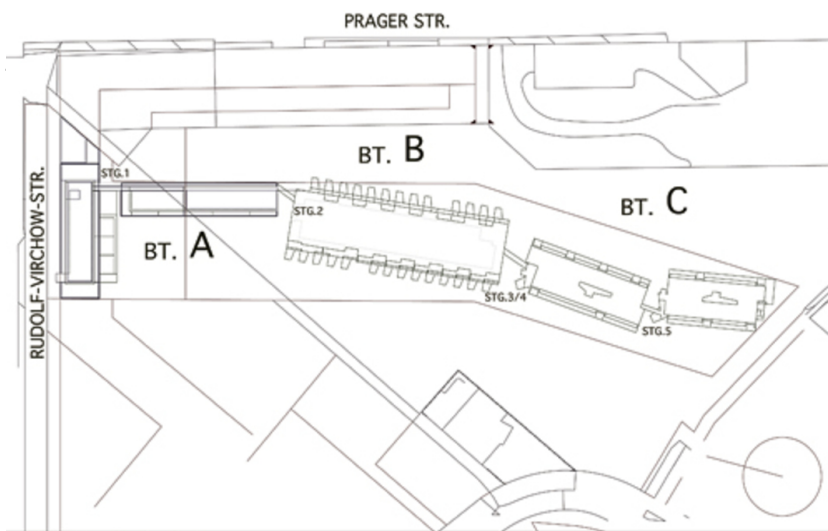 PRAGER STR.
BT. B
STG.1
RUDOLF-VIRCHOW-STR.
BT. C
STG.2
BT. A
STG.3/4
STG.5